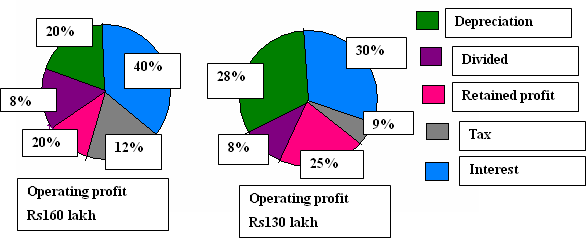 20%
40%
8%
20%
12%
Operating profit
Rs160 lakh
30%
28%
9%
8%
25%
Operating profit
Rs130 lakh
Depreciation
Divided
Retained profit
Tax
Interest